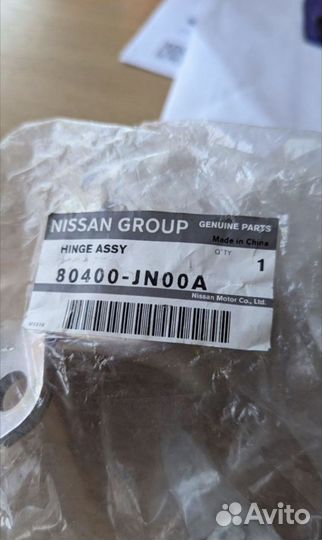 NISSAN GROUP
GENUINE PARTS
Made in China
HINGE ASSY
Q'TY
1
80400-JN00A
Nissan Motor Co., Ltd.
Avito